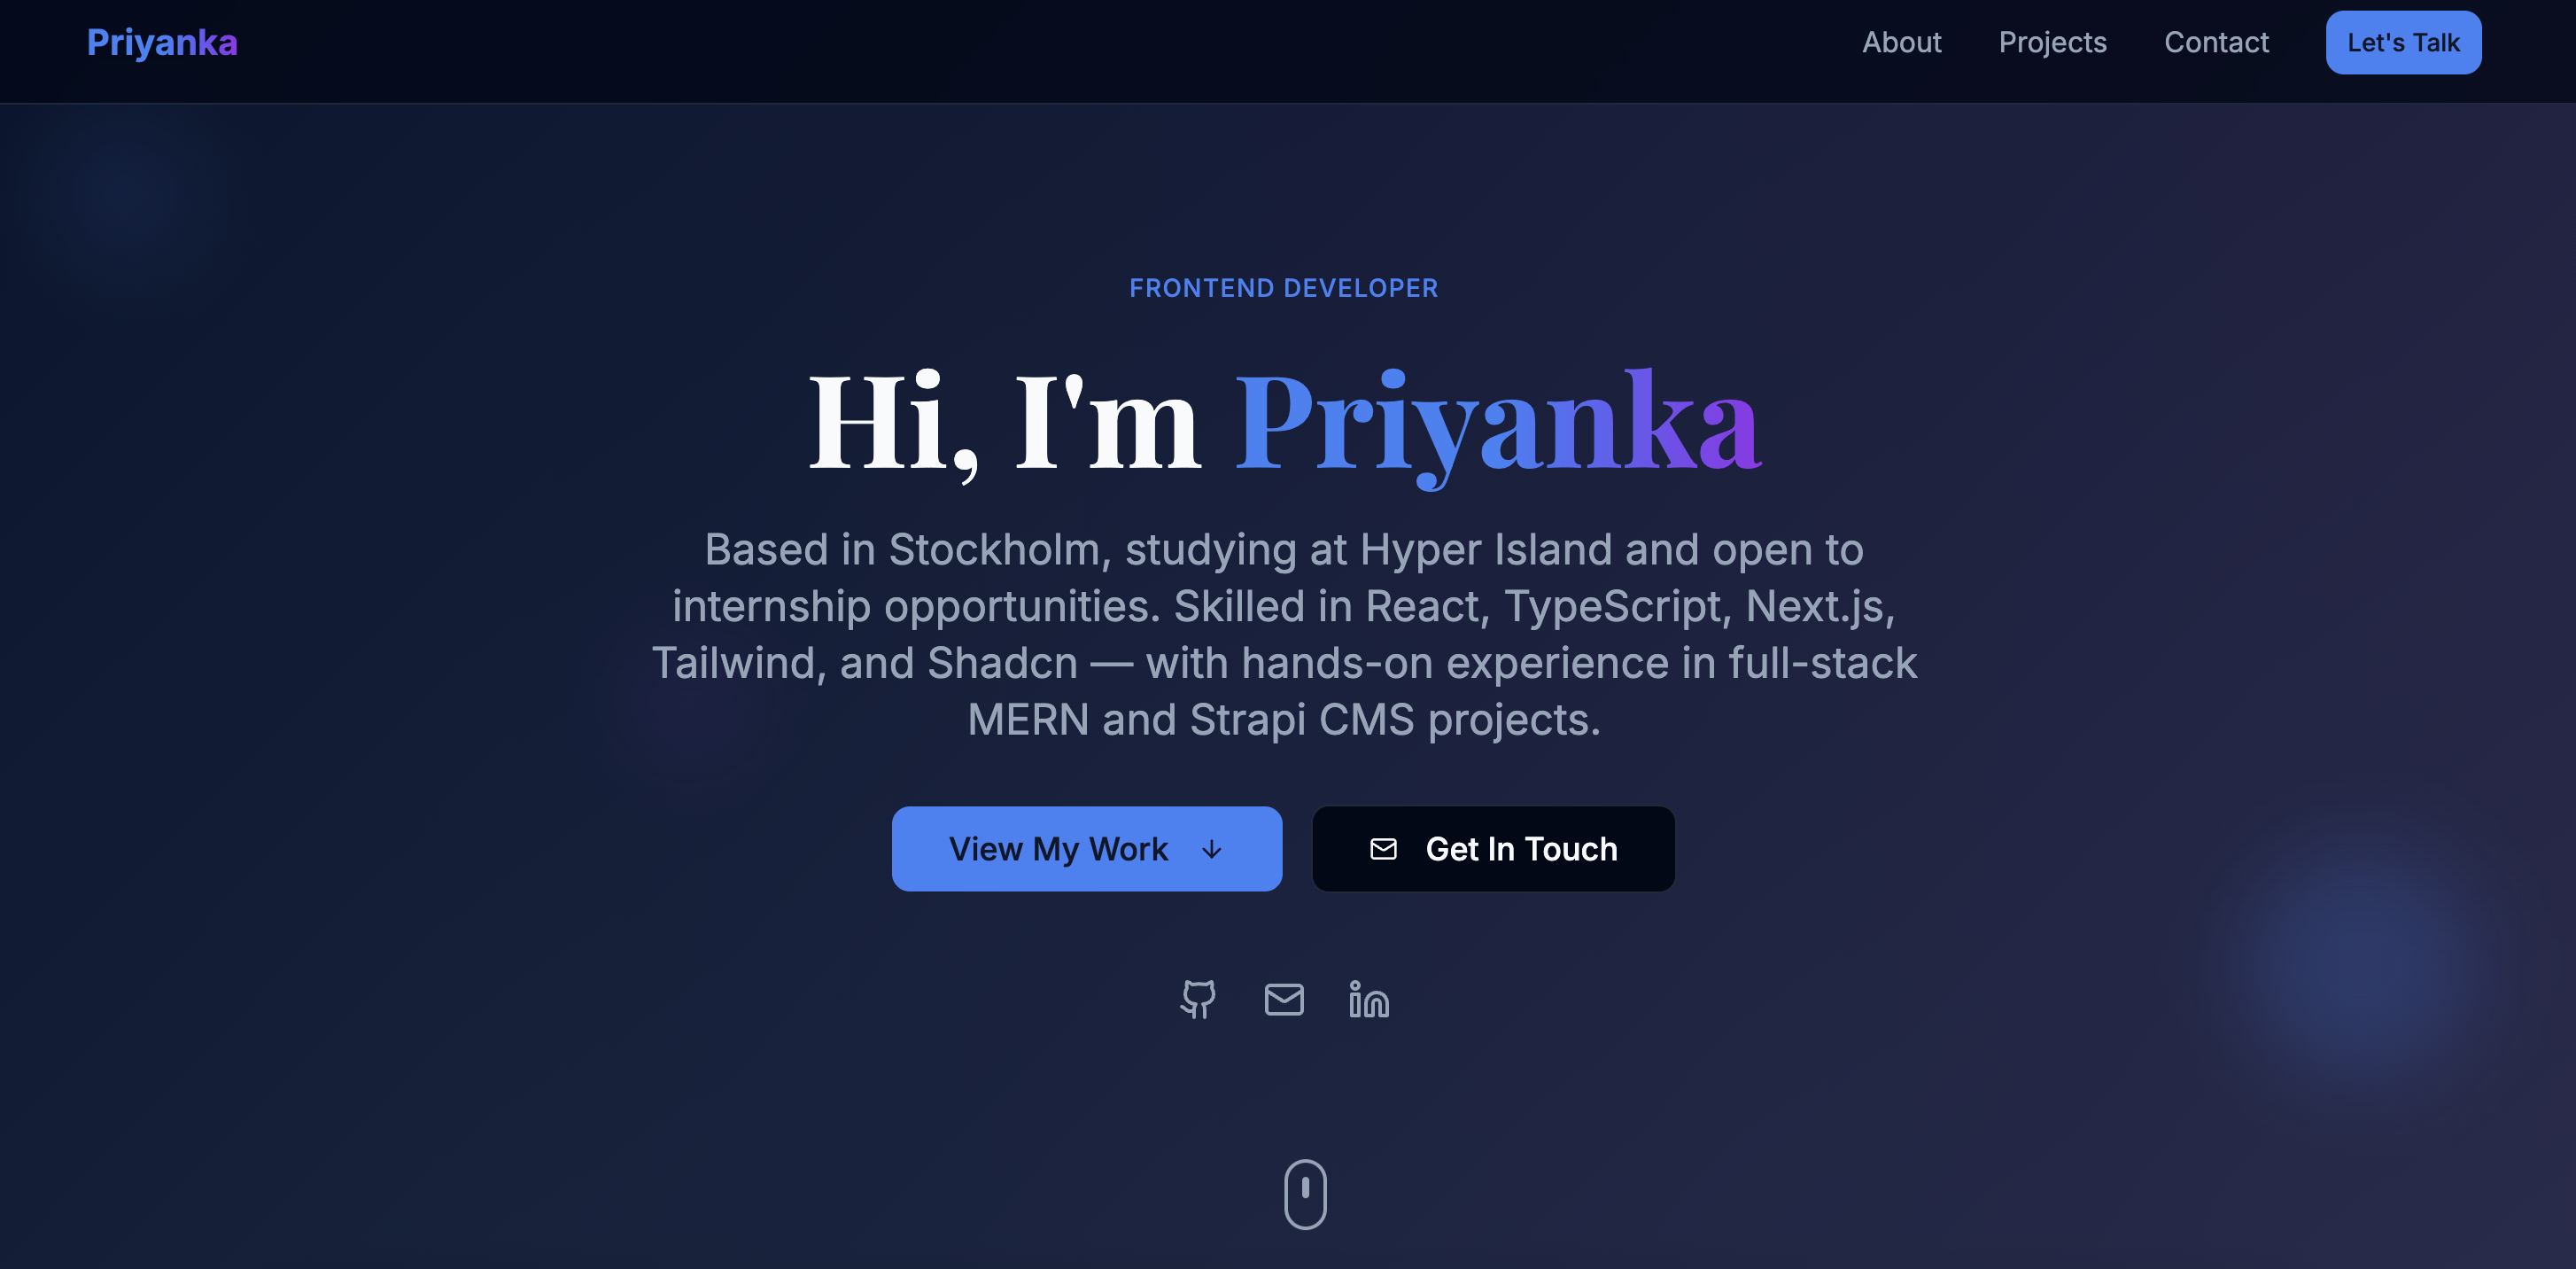 Priyanka
About
Projects
Contact
Let's Talk
FRONTEND DEVELOPER
Hi, I'm Priyanka
Based in Stockholm, studying at Hyper Island and open to
internship opportunities. Skilled in React, TypeScript, Next.js,
Tailwind, and Shadcn — with hands-on experience in full-stack
MERN and Strapi CMS projects.
View My Work
Get In Touch
in